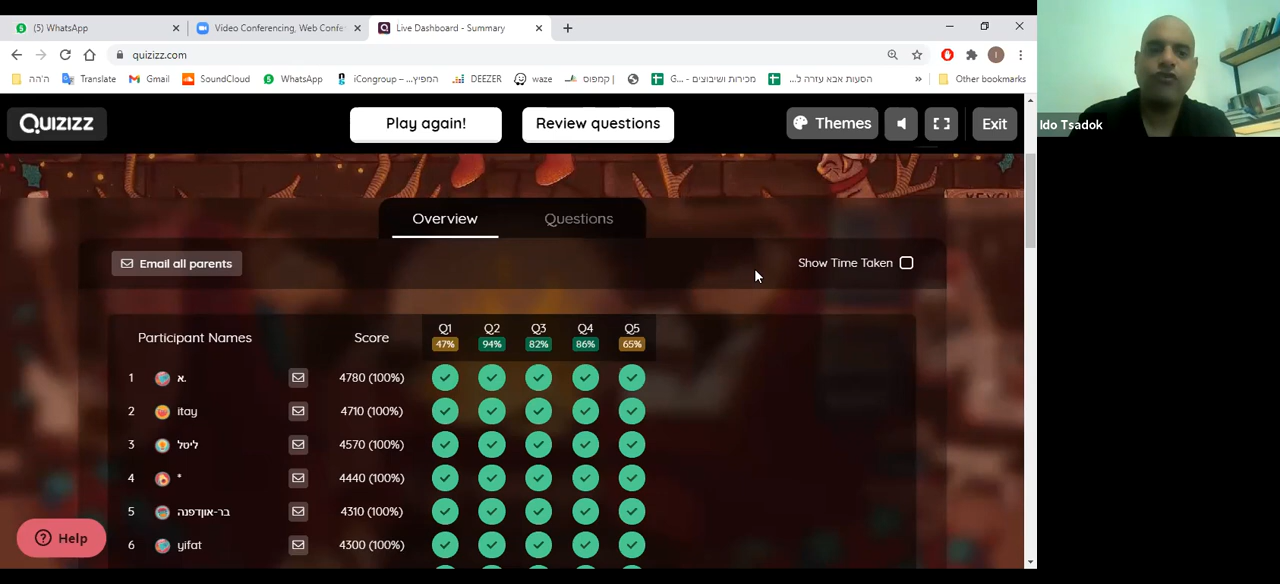 (5) WhatsApp
Video Conferencing, Web Confe
Live Dashboard - Summary
quizizz.com
ה'הה
Translate
Gmail
SoundCloud
WhatsApp
iCongroup – ...המפיץ
DEEZER
waze
קמפוס |
G... - מכירות ושיבוצים
הסעות אבא עזרה ל...
Other bookmarks
QUIZIZZ
Play again!
Review questions
Themes
Exit
Ido Tsadok
Overview
Questions
Email all parents
Show Time Taken
Participant Names
Score
Q1 Q2 Q3 Q4 Q5
47% 94% 82% 86% 65%
1 א. 4780 (100%)
2 itay 4710 (100%)
3 ליטל 4570 (100%)
4 * 4440 (100%)
5 בר-אוןדפנה 4310 (100%)
6 yifat 4300 (100%)
Help